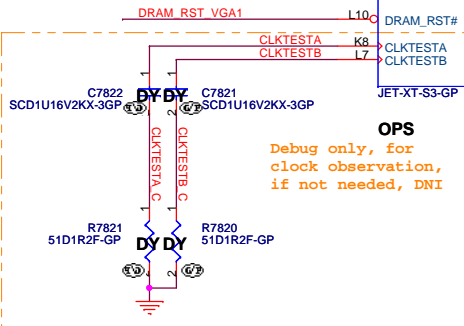 DRAM_RST_VGA1
L10
DRAM_RST#
CLKTESTA
K8
CLKTESTA
CLKTESTB
L7
CLKTESTB
JET-XT-S3-GP
1
1
C7822
DY
DY
C7821
SCD1U16V2KX-3GP
SCD1U16V2KX-3GP
OPS
Debug only, for
clock observation,
if not needed, DNI
CLKTESTA_C
CLKTESTB_C
1
1
R7821
R7820
51D1R2F-GP
DY
DY
51D1R2F-GP
2
2